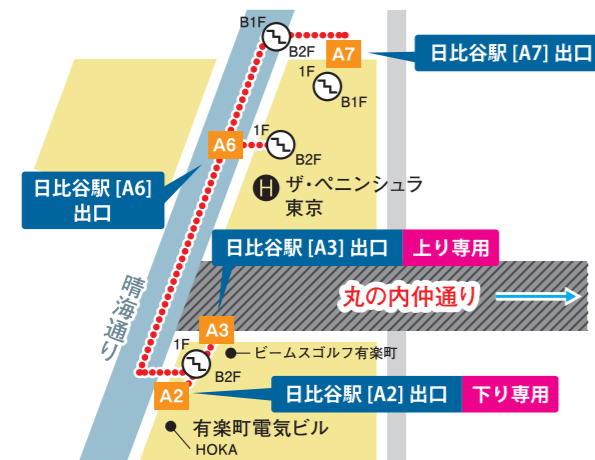 B1F
B2F
A7
日比谷駅 [A7] 出口
1F
B1F
1F
A6
B2F
日比谷駅 [A6]
出口
H
ザ・ペニンシュラ
東京
日比谷駅 [A3] 出口
上り専用
晴海通り
丸の内仲通り
A3
1F
ビームスゴルフ有楽町
B2F
A2
日比谷駅 [A2] 出口
下り専用
有楽町電気ビル
HOKA